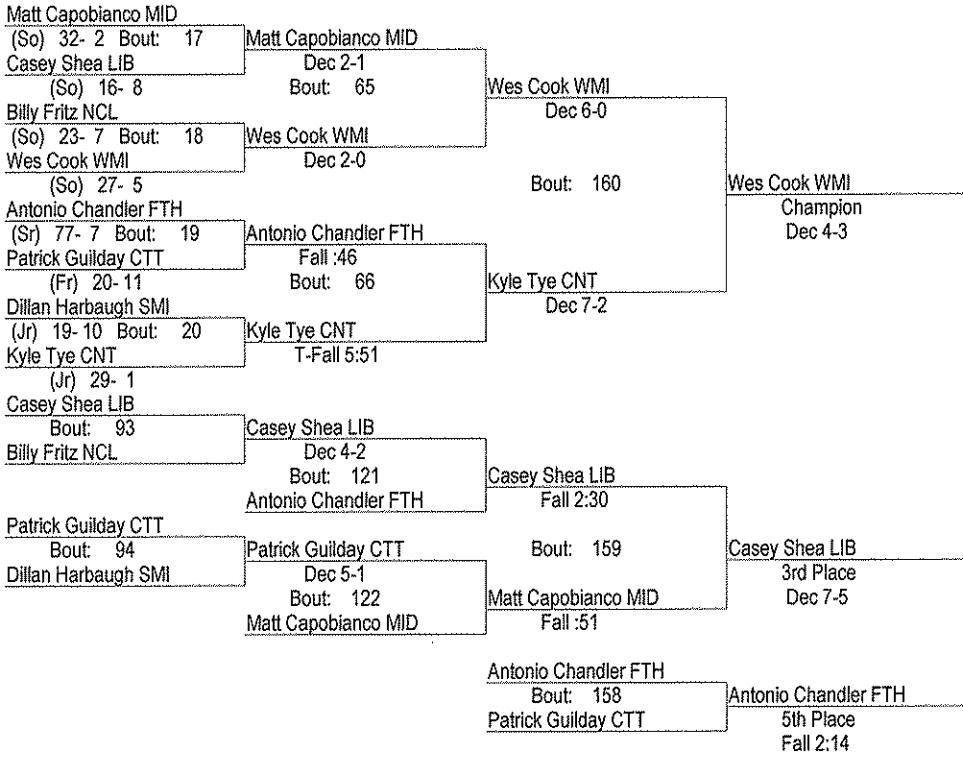 Matt Capobianco MID
(So) 32- 2 Bout: 17
Casey Shea LIB
(So) 16- 8
Billy Fritz NCL
(So) 23- 7 Bout: 18
Wes Cook WMI
(So) 27- 5
Antonio Chandler FTH
(Sr) 77- 7 Bout: 19
Patrick Guilday CTT
(Fr) 20- 11
Dillan Harbaugh SMI
(Jr) 19- 10 Bout: 20
Kyle Tye CNT
(Jr) 29- 1
Matt Capobianco MID
Dec 2-1
Bout: 65
Wes Cook WMI
Dec 2-0
Antonio Chandler FTH
Fall :46
Bout: 66
Kyle Tye CNT
T-Fall 5:51
Wes Cook WMI
Dec 6-0
Bout: 160
Kyle Tye CNT
Dec 7-2
Wes Cook WMI
Champion
Dec 4-3
Casey Shea LIB
Bout: 93
Billy Fritz NCL
Patrick Guilday CTT
Bout: 94
Dillan Harbaugh SMI
Casey Shea LIB
Dec 4-2
Bout: 121
Antonio Chandler FTH
Patrick Guilday CTT
Dec 5-1
Bout: 122
Matt Capobianco MID
Casey Shea LIB
Fall 2:30
Bout: 159
Matt Capobianco MID
Fall :51
Casey Shea LIB
3rd Place
Dec 7-5
Antonio Chandler FTH
Bout: 158
Patrick Guilday CTT
Antonio Chandler FTH
5th Place
Fall 2:14